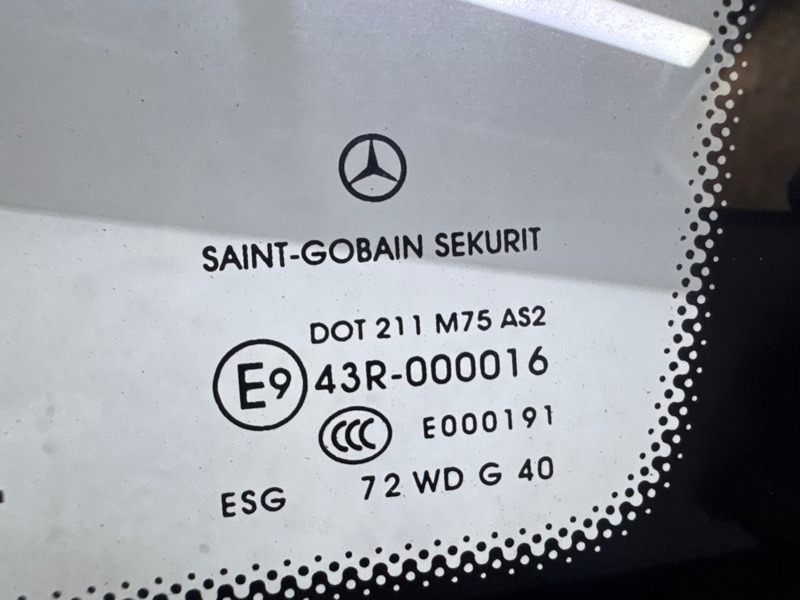 SAINT-GOBAIN SEKURIT
DOT 211 M75 AS2
E9 43R-000016
CCC E000191
ESG 72 WD G 40